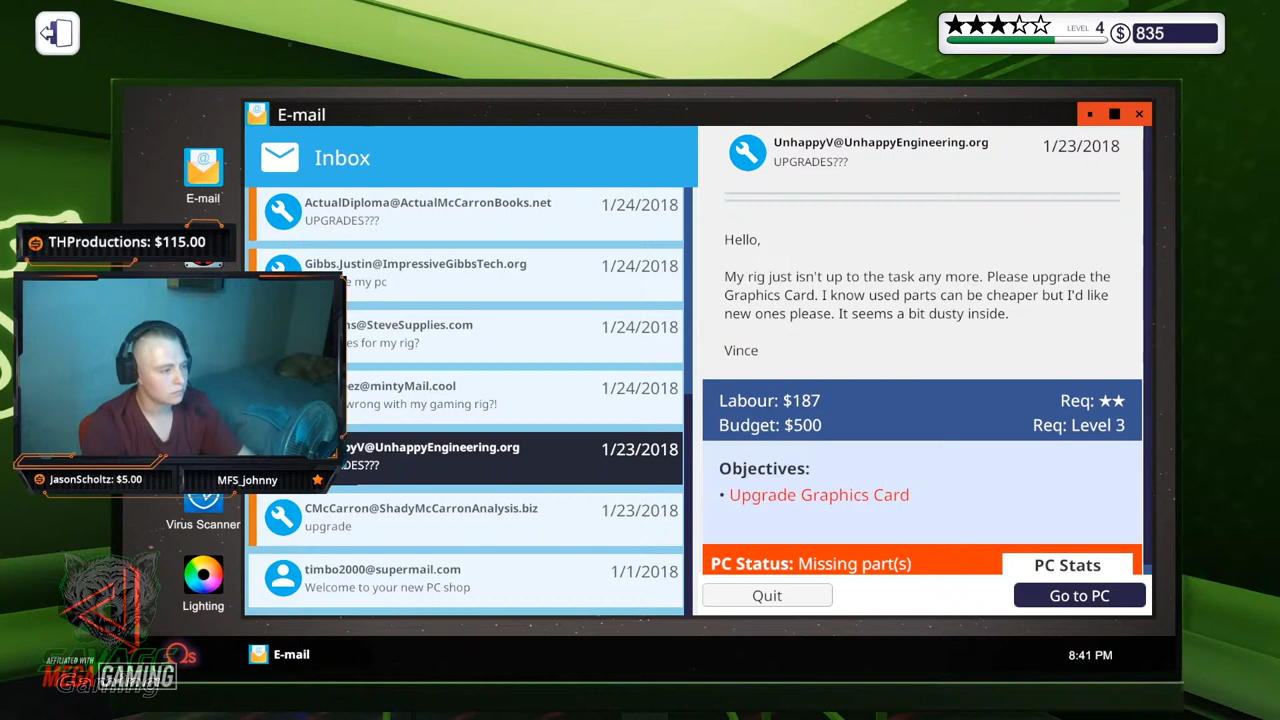 LEVEL 4 $ 835
E-mail
Inbox
E-mail
ActualDiploma@ActualMcCarronBooks.net 1/24/2018
UPGRADES???
Gibbs.Justin@ImpressiveGibbsTech.org 1/24/2018
my pc
@SteveSupplies.com 1/24/2018
for my rig?
@mintyMail.cool 1/24/2018
wrong with my gaming rig?!
@UnhappyEngineering.org 1/23/2018
CMcCarron@ShadyMcCarronAnalysis.biz 1/23/2018
upgrade
timbo2000@supermail.com 1/1/2018
Welcome to your new PC shop
UnhappyV@UnhappyEngineering.org 1/23/2018
UPGRADES???
Hello,
My rig just isn't up to the task any more. Please upgrade the
Graphics Card. I know used parts can be cheaper but I'd like
new ones please. It seems a bit dusty inside.
Vince
Labour: $187 Req: ★★
Budget: $500 Req: Level 3
Objectives:
• Upgrade Graphics Card
PC Status: Missing part(s) PC Stats
Quit Go to PC
THProductions: $115.00
JasonScholtz: $5.00 MFS_johnny
Virus Scanner
Lighting
AFFILIATED WITH
MEGA GAMING
Gaming
E-mail 8:41 PM